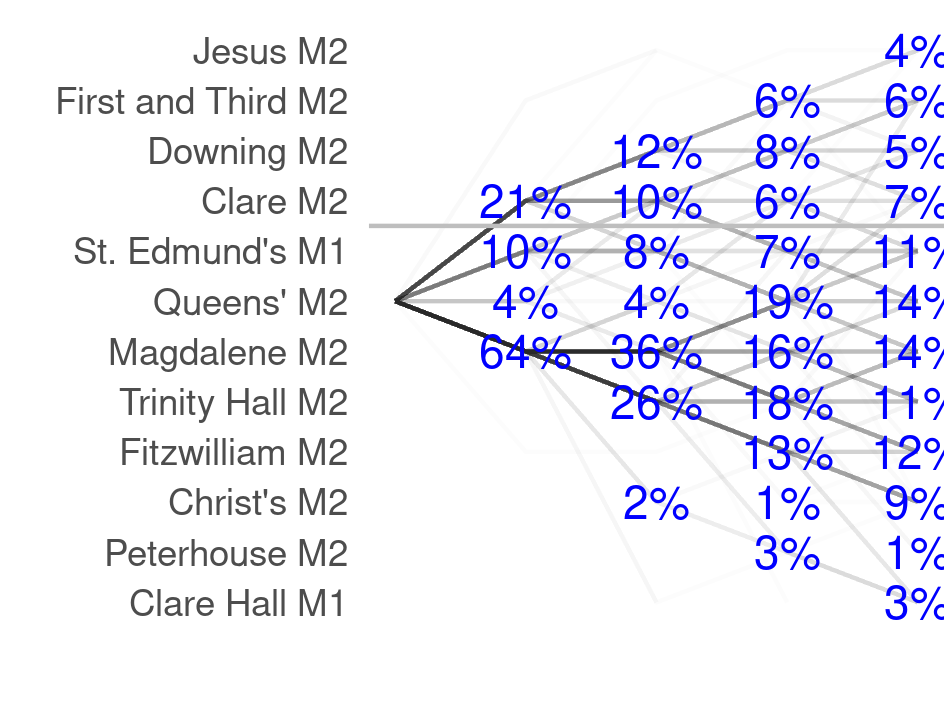 Jesus M2 4%
First and Third M2 6% 6%
Downing M2 12% 8% 5%
Clare M2 21% 10% 6% 7%
St. Edmund's M1 10% 8% 7% 11%
Queens' M2 4% 4% 19% 14%
Magdalene M2 64% 36% 16% 14%
Trinity Hall M2 26% 18% 11%
Fitzwilliam M2 13% 12%
Christ's M2 2% 1% 9%
Peterhouse M2 3% 1%
Clare Hall M1 3%